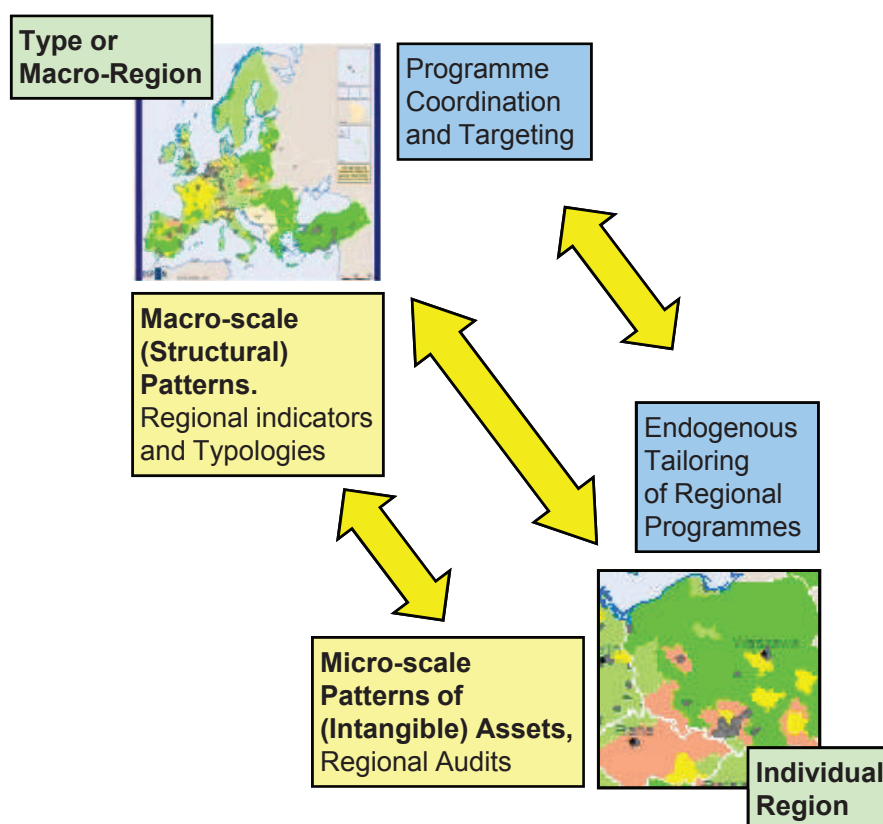 Type or
Macro-Region
Programme
Coordination
and Targeting
Macro-scale
(Structural)
Patterns.
Regional indicators
and Typologies
Endogenous
Tailoring
of Regional
Programmes
Micro-scale
Patterns of
(Intangible) Assets,
Regional Audits
Warszawa
Individual
Region